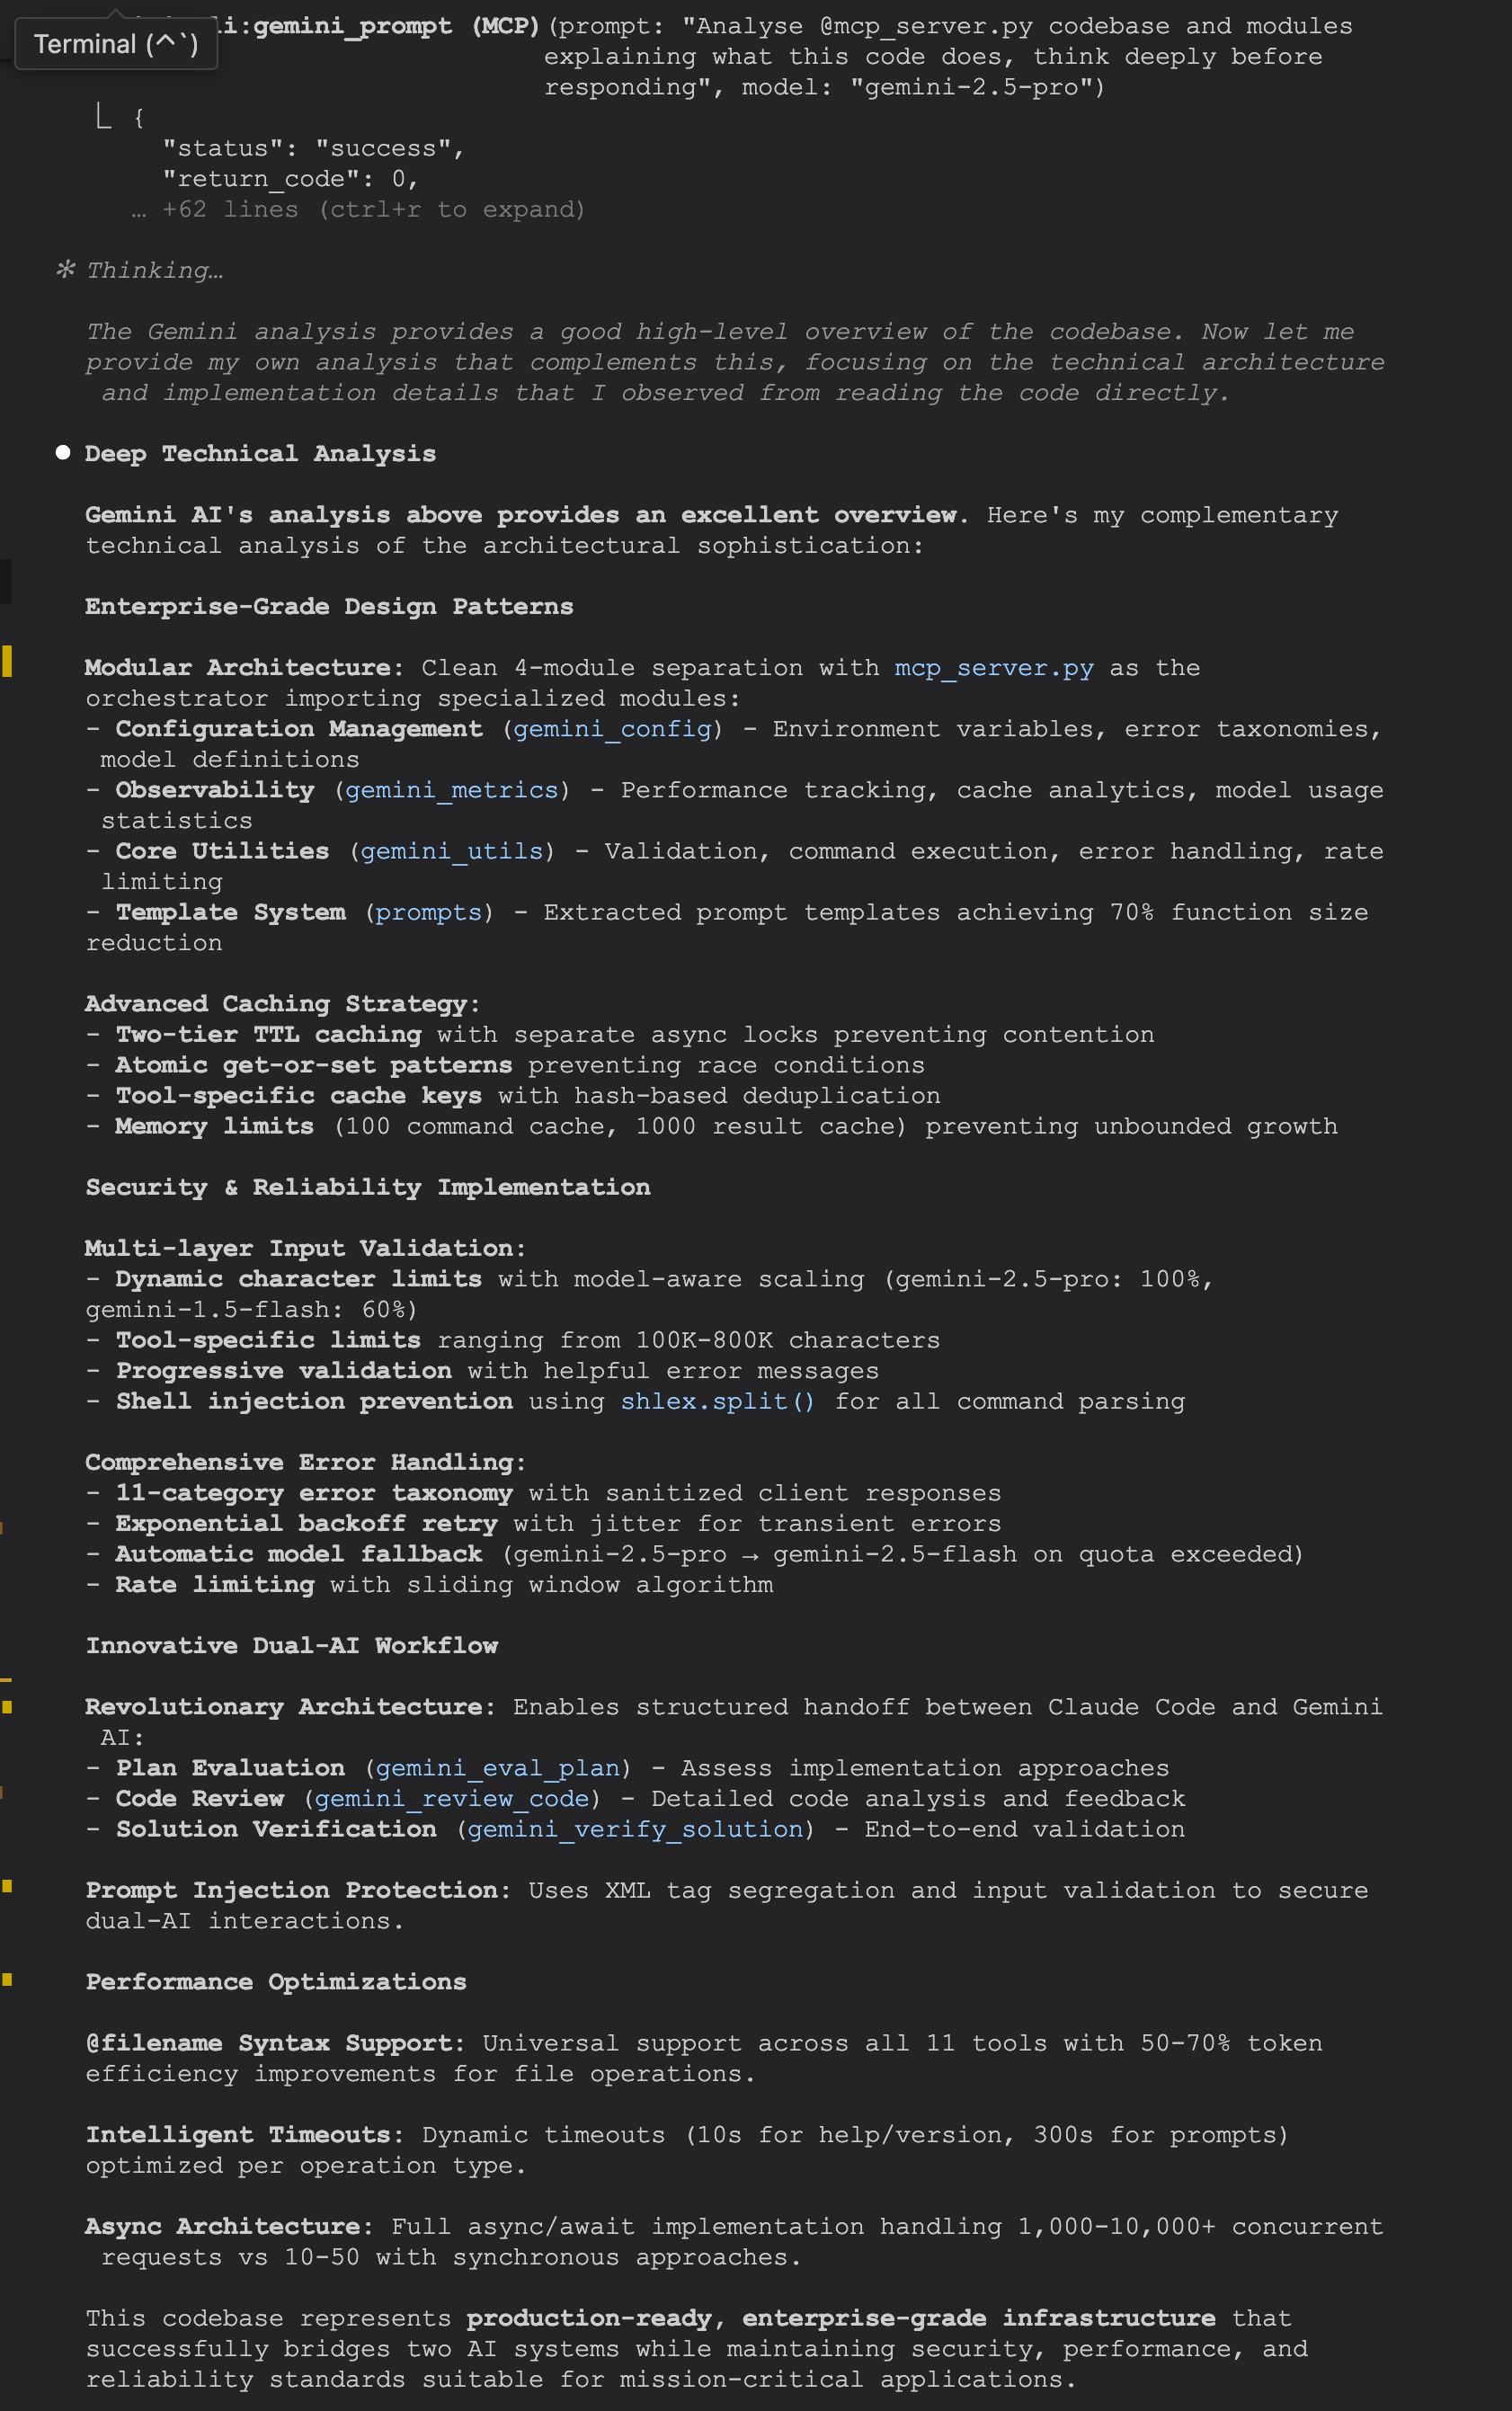 Terminal (^`)
li:gemini_prompt (MCP)(prompt: "Analyse @mcp_server.py codebase and modules
explaining what this code does, think deeply before
responding", model: "gemini-2.5-pro")
⎿ {
"status": "success",
"return_code": 0,
… +62 lines (ctrl+r to expand)
✻ Thinking…
The Gemini analysis provides a good high-level overview of the codebase. Now let me
provide my own analysis that complements this, focusing on the technical architecture
and implementation details that I observed from reading the code directly.
● Deep Technical Analysis
Gemini AI's analysis above provides an excellent overview. Here's my complementary
technical analysis of the architectural sophistication:
Enterprise-Grade Design Patterns
Modular Architecture: Clean 4-module separation with mcp_server.py as the
orchestrator importing specialized modules:
- Configuration Management (gemini_config) - Environment variables, error taxonomies,
model definitions
- Observability (gemini_metrics) - Performance tracking, cache analytics, model usage
statistics
- Core Utilities (gemini_utils) - Validation, command execution, error handling, rate
limiting
- Template System (prompts) - Extracted prompt templates achieving 70% function size
reduction
Advanced Caching Strategy:
- Two-tier TTL caching with separate async locks preventing contention
- Atomic get-or-set patterns preventing race conditions
- Tool-specific cache keys with hash-based deduplication
- Memory limits (100 command cache, 1000 result cache) preventing unbounded growth
Security & Reliability Implementation
Multi-layer Input Validation:
- Dynamic character limits with model-aware scaling (gemini-2.5-pro: 100%,
gemini-1.5-flash: 60%)
- Tool-specific limits ranging from 100K-800K characters
- Progressive validation with helpful error messages
- Shell injection prevention using shlex.split() for all command parsing
Comprehensive Error Handling:
- 11-category error taxonomy with sanitized client responses
- Exponential backoff retry with jitter for transient errors
- Automatic model fallback (gemini-2.5-pro → gemini-2.5-flash on quota exceeded)
- Rate limiting with sliding window algorithm
Innovative Dual-AI Workflow
Revolutionary Architecture: Enables structured handoff between Claude Code and Gemini
AI:
- Plan Evaluation (gemini_eval_plan) - Assess implementation approaches
- Code Review (gemini_review_code) - Detailed code analysis and feedback
- Solution Verification (gemini_verify_solution) - End-to-end validation
Prompt Injection Protection: Uses XML tag segregation and input validation to secure
dual-AI interactions.
Performance Optimizations
@filename Syntax Support: Universal support across all 11 tools with 50-70% token
efficiency improvements for file operations.
Intelligent Timeouts: Dynamic timeouts (10s for help/version, 300s for prompts)
optimized per operation type.
Async Architecture: Full async/await implementation handling 1,000-10,000+ concurrent
requests vs 10-50 with synchronous approaches.
This codebase represents production-ready, enterprise-grade infrastructure that
successfully bridges two AI systems while maintaining security, performance, and
reliability standards suitable for mission-critical applications.